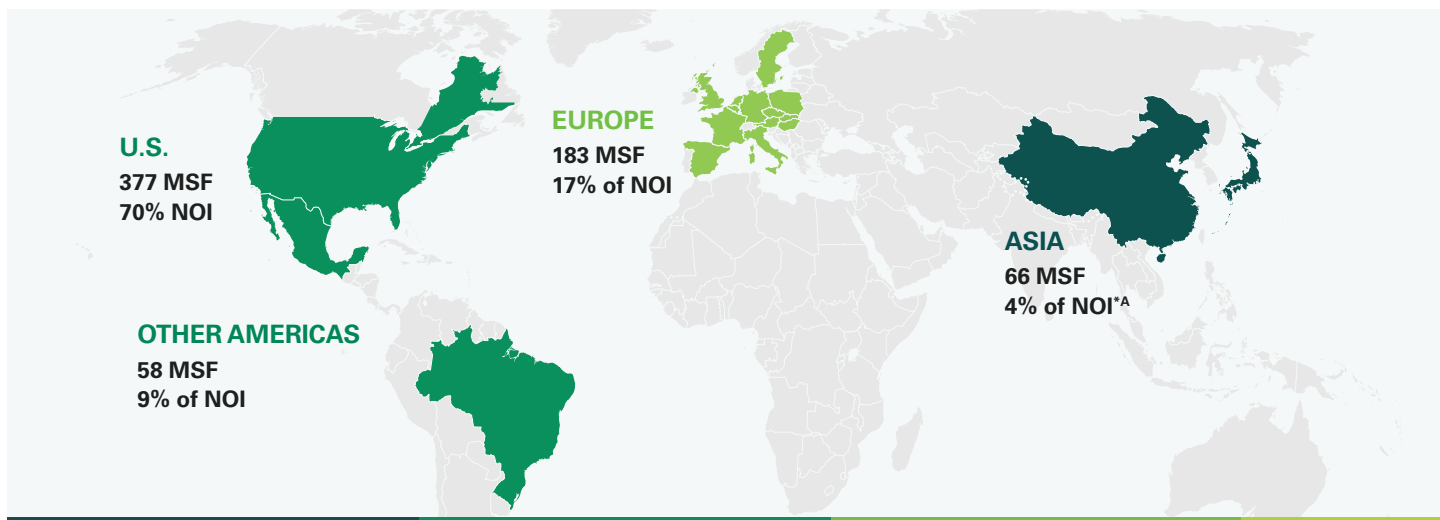 U.S.
377 MSF
70% NOI
OTHER AMERICAS
58 MSF
9% of NOI
EUROPE
183 MSF
17% of NOI
ASIA
66 MSF
4% of NOI*A